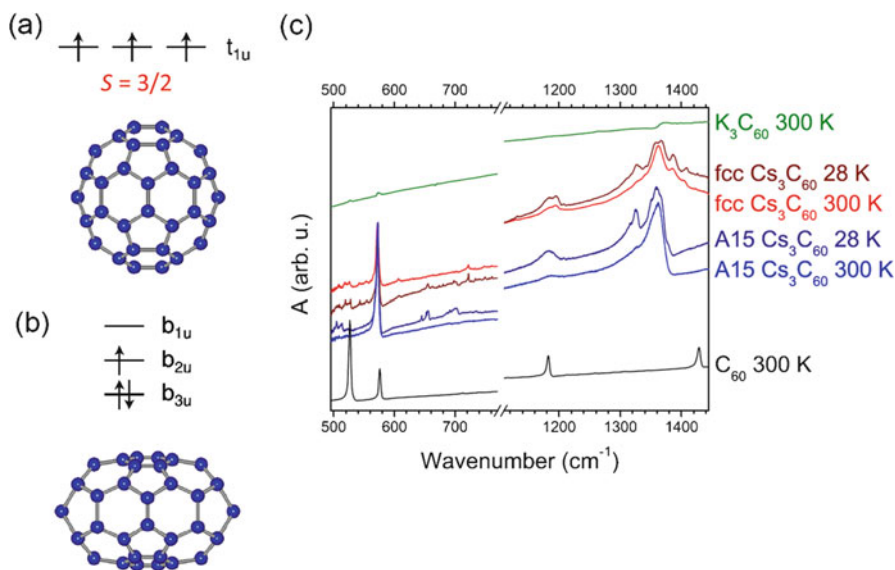 (a)
t₁ᵤ
S = 3/2
(b)
b₁ᵤ
b₂ᵤ
b₃ᵤ
(c)
500 600 700 1200 1300 1400
K₃C₆₀ 300 K
fcc Cs₃C₆₀ 28 K
fcc Cs₃C₆₀ 300 K
A15 Cs₃C₆₀ 28 K
A15 Cs₃C₆₀ 300 K
C₆₀ 300 K
A (arb. u.)
500 600 700 1200 1300 1400
Wavenumber (cm⁻¹)